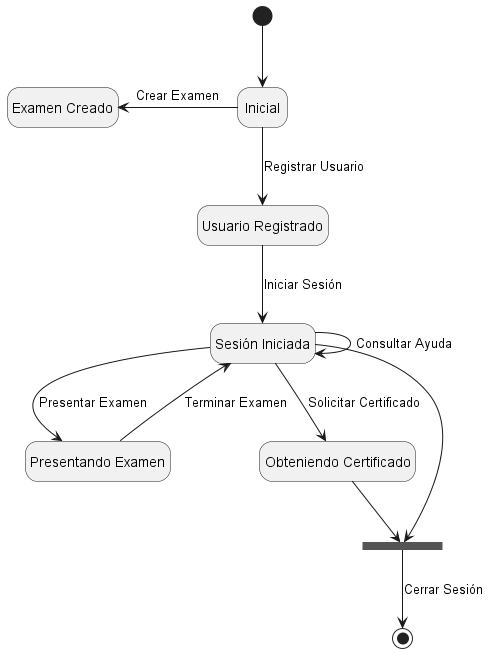 Crear Examen
Examen Creado
Inicial
Registrar Usuario
Usuario Registrado
Iniciar Sesión
Sesión Iniciada
Consultar Ayuda
Presentar Examen
Terminar Examen
Solicitar Certificado
Presentando Examen
Obteniendo Certificado
Cerrar Sesión